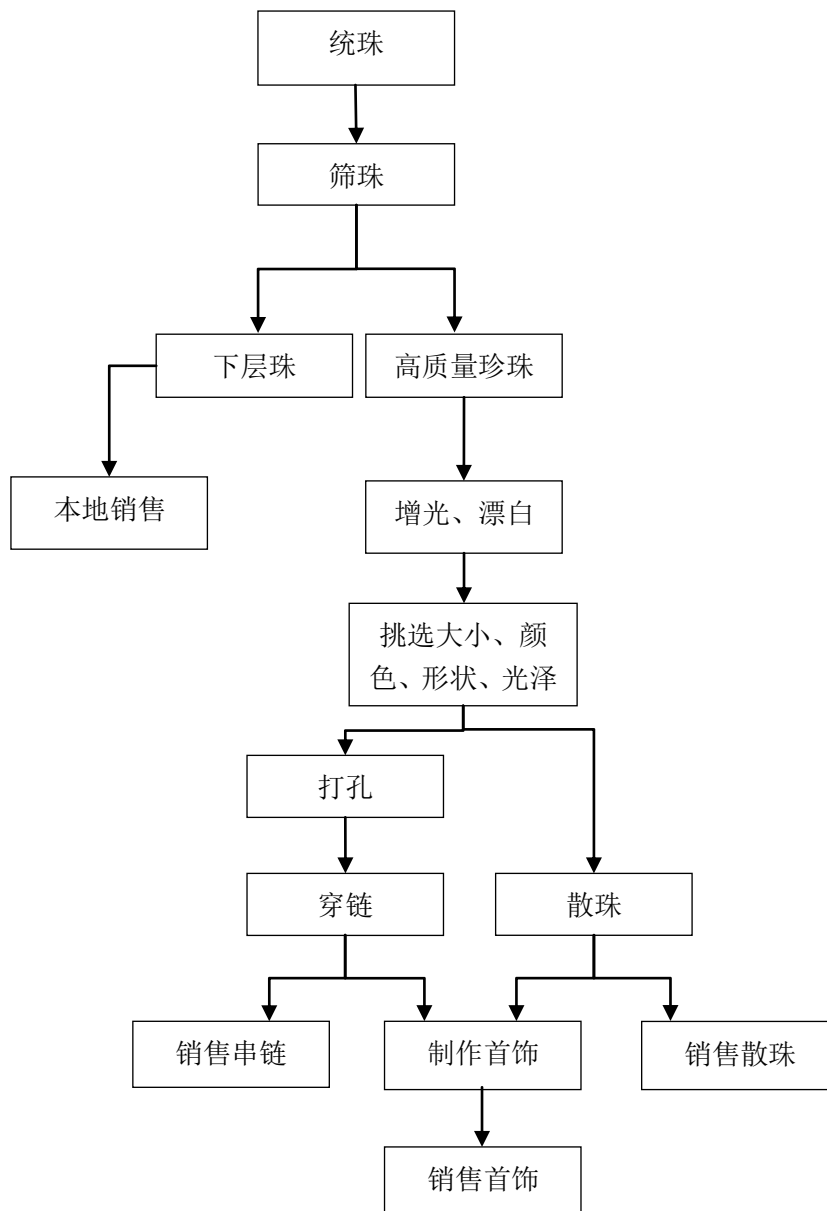 统珠
筛珠
下层珠
高质量珍珠
本地销售
增光、漂白
挑选大小、颜
色、形状、光泽
打孔
穿链
散珠
销售串链
制作首饰
销售散珠
销售首饰